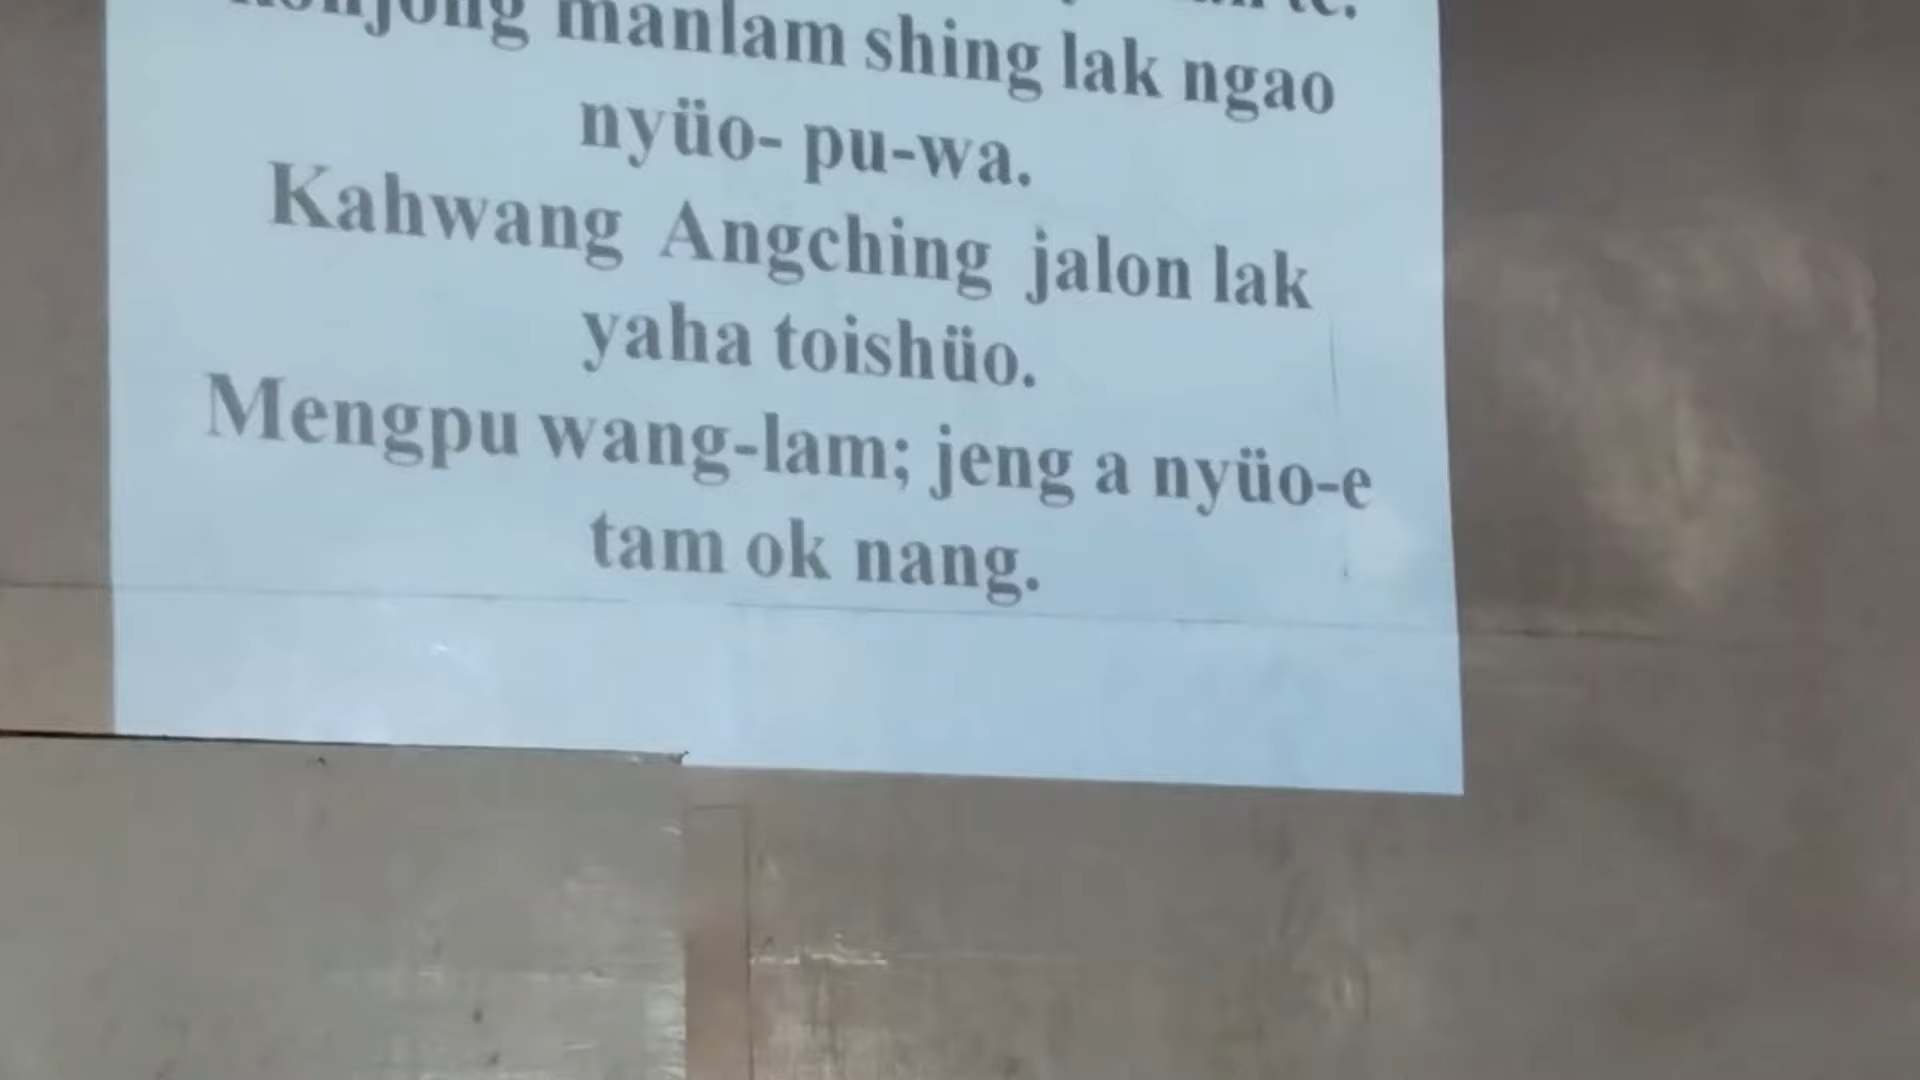 manlam shing lak ngao
nyüo- pu-wa.
Kahwang Angching jalon lak
yaha toishüo.
Mengpu wang-lam; jeng a nyüo-e
tam ok nang.